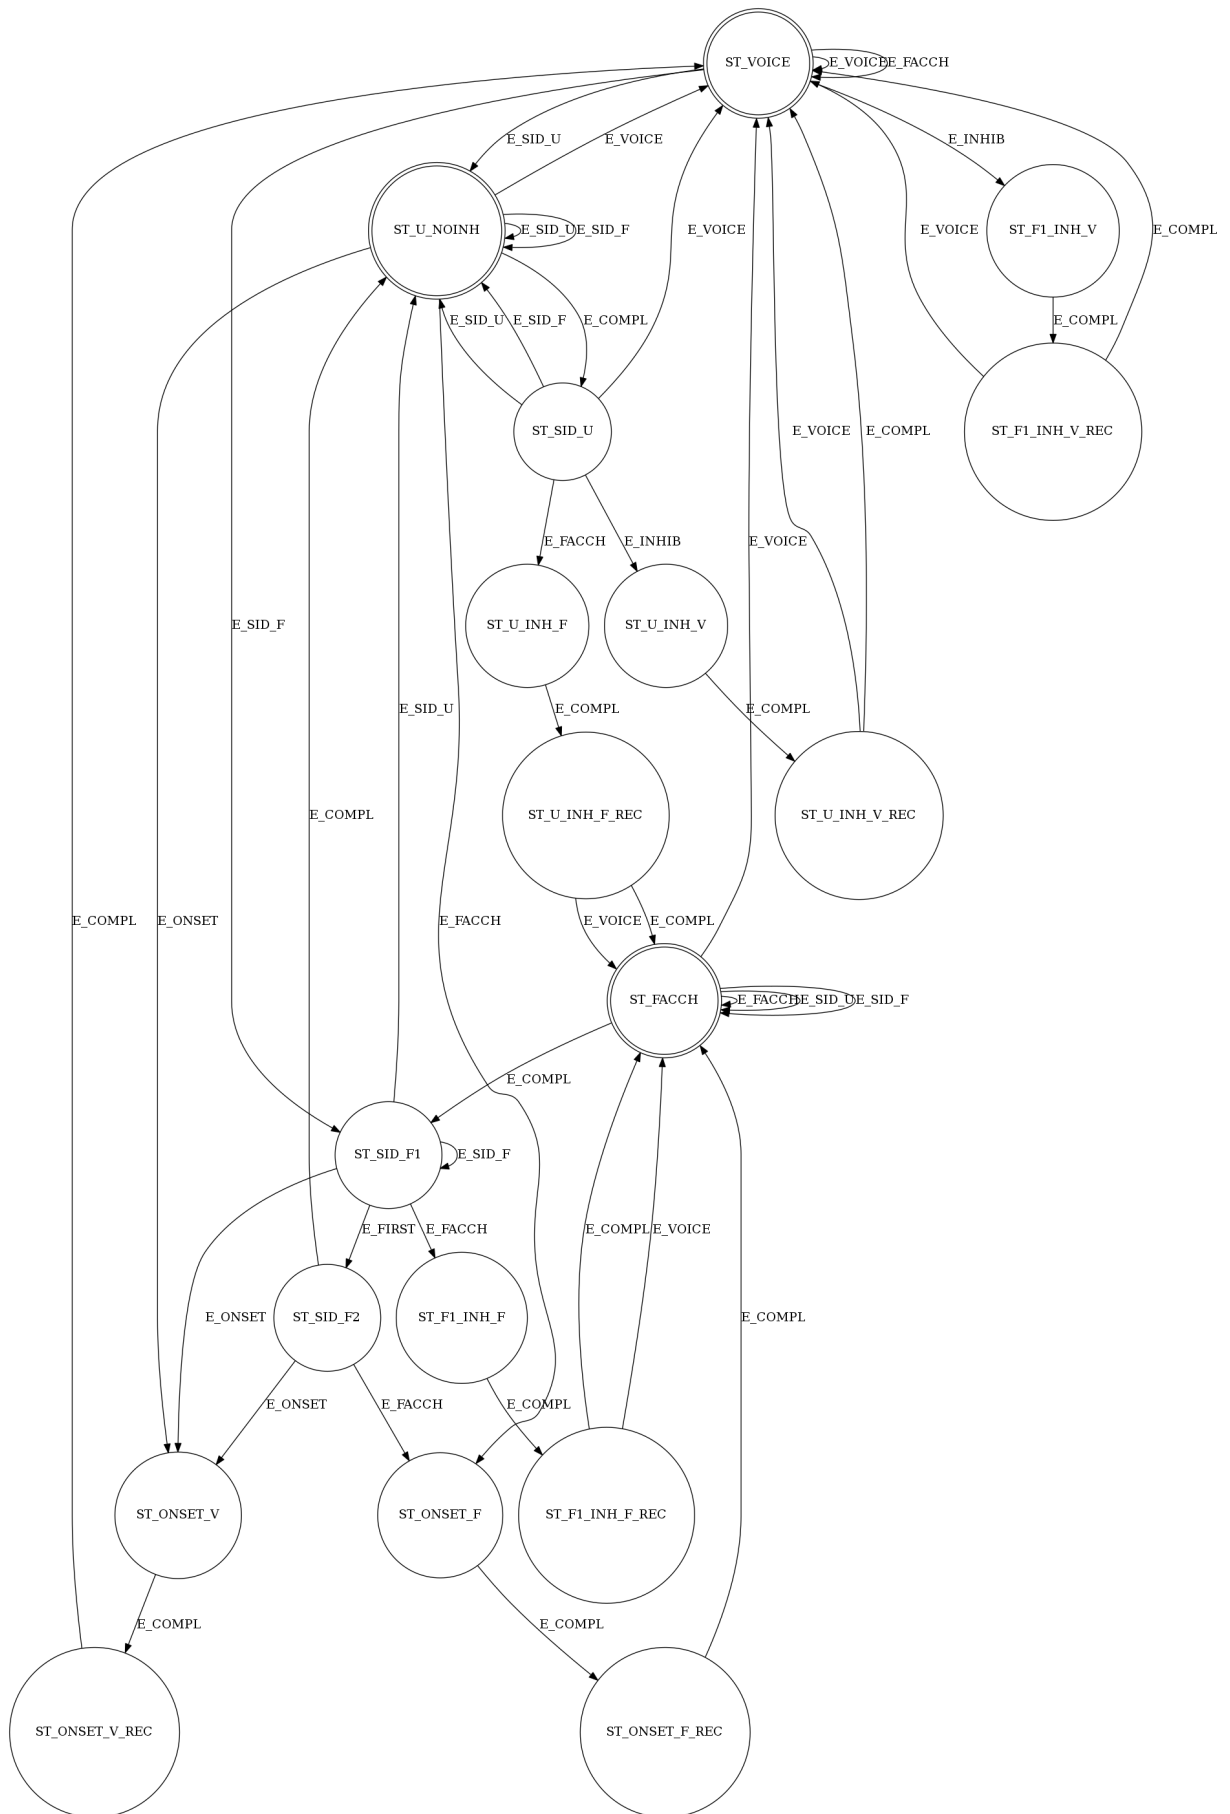 ST_VOICE
E_VOICE
E_FACCH
E_SID_U
E_VOICE
E_INHIB
ST_U_NOINH
E_SID_U
E_SID_F
E_VOICE
E_VOICE
ST_F1_INH_V
E_COMPL
E_SID_U
E_SID_F
E_COMPL
E_COMPL
ST_SID_U
E_VOICE
E_COMPL
ST_F1_INH_V_REC
E_FACCH
E_INHIB
E_VOICE
E_SID_F
ST_U_INH_F
ST_U_INH_V
E_SID_U
E_COMPL
E_COMPL
E_COMPL
ST_U_INH_F_REC
ST_U_INH_V_REC
E_COMPL
E_ONSET
E_FACCH
E_VOICE
E_COMPL
ST_FACCH
E_FACCH
E_SID_U
E_SID_F
E_COMPL
ST_SID_F1
E_SID_F
E_FIRST
E_FACCH
E_COMPL
E_VOICE
E_ONSET
ST_SID_F2
ST_F1_INH_F
E_COMPL
E_ONSET
E_FACCH
E_COMPL
ST_ONSET_V
ST_ONSET_F
ST_F1_INH_F_REC
E_COMPL
E_COMPL
ST_ONSET_V_REC
ST_ONSET_F_REC